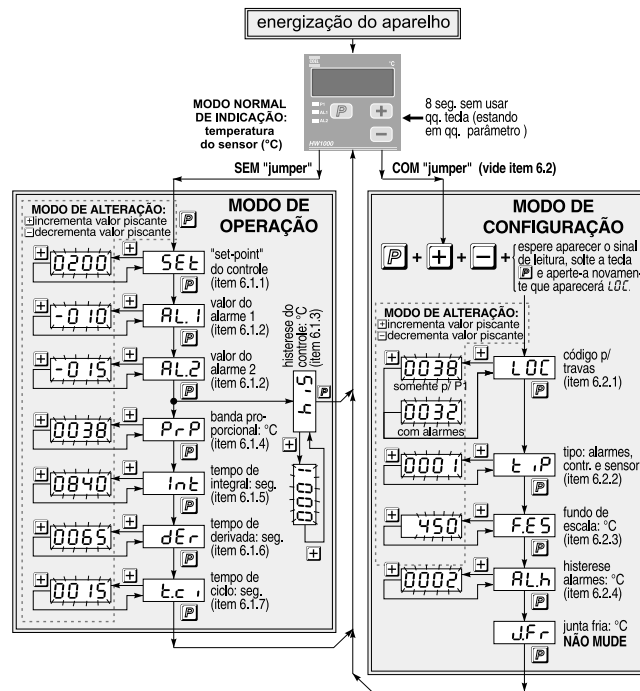 energização do aparelho
°C
P1
AL1
AL2
P
+
−
HW1000
MODO NORMAL
DE INDICAÇÃO:
temperatura
do sensor (°C)
8 seg. sem usar
qq. tecla (estando
em qq. parâmetro )
SEM "jumper"
COM "jumper" (vide item 6.2)
MODO DE ALTERAÇÃO:
+ incrementa valor piscante
− decrementa valor piscante
MODO DE
OPERAÇÃO
P
+ 0200 + SEt
"set-point"
do controle
(item 6.1.1)
P
+ -010 + AL.1
valor do
alarme 1
(item 6.1.2)
P
+ -015 + AL.2
valor do
alarme 2
(item 6.1.2)
P
histerese do
controle: °C
(item 6.1.3)
hiS
P
+
0001
+
+ 0038 + PrP
banda pro-
porcional: °C
(item 6.1.4)
P
+ 0840 + Int
tempo de
integral: seg.
(item 6.1.5)
P
+ 0065 + dEr
tempo de
derivada: seg.
(item 6.1.6)
P
+ 0015 + t.ci
tempo de
ciclo: seg.
(item 6.1.7)
P
MODO DE
CONFIGURAÇÃO
P + + + − +
espere aparecer o sinal
de leitura, solte a tecla
P e aperte-a novamen-
te que aparecerá LOC.
MODO DE ALTERAÇÃO:
+ incrementa valor piscante
− decrementa valor piscante
+ 0038 + LOC
somente p/ P1
0032
com alarmes
código p/
travas
(item 6.2.1)
P
+ 0001 + tiP
tipo: alarmes,
contr. e sensor
(item 6.2.2)
P
+ 450 + F.ES
fundo de
escala: °C
(item 6.2.3)
P
+ 0002 + AL.h
histerese
alarmes: °C
(item 6.2.4)
P
J.Fr
junta fria: °C
NÃO MUDE
P